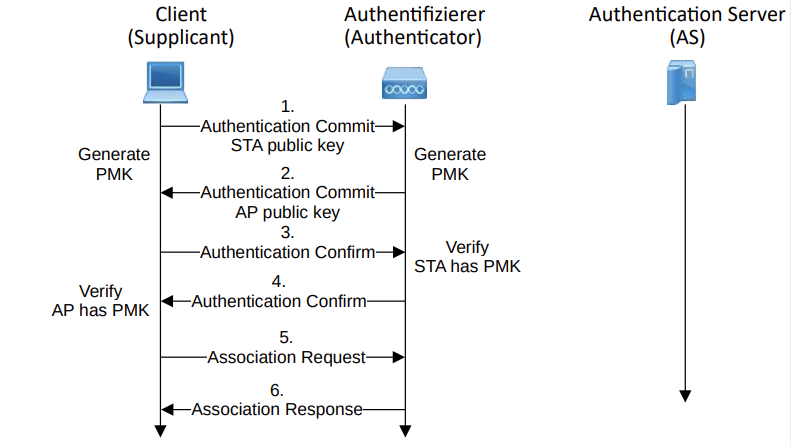 Client
(Supplicant)
Authentifizierer
(Authenticator)
Authentication Server
(AS)
1.
Authentication Commit
STA public key
Generate
PMK
Generate
PMK
2.
Authentication Commit
AP public key
3.
Authentication Confirm
Verify
STA has PMK
4.
Authentication Confirm
Verify
AP has PMK
5.
Association Request
6.
Association Response